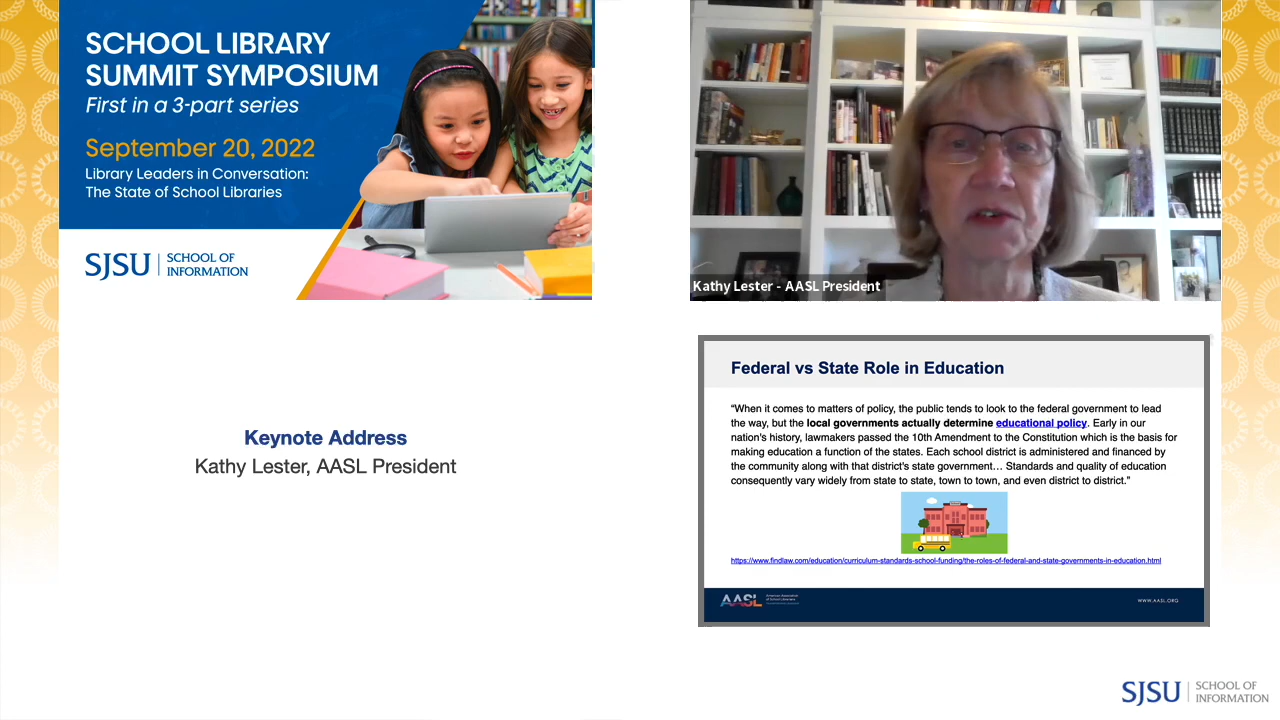 SCHOOL LIBRARY
SUMMIT SYMPOSIUM
First in a 3-part series
September 20, 2022
Library Leaders in Conversation:
The State of School Libraries
SJSU | SCHOOL OF
INFORMATION
Kathy Lester - AASL President
Keynote Address
Kathy Lester, AASL President
Federal vs State Role in Education
“When it comes to matters of policy, the public tends to look to the federal government to lead
the way, but the local governments actually determine educational policy. Early in our
nation's history, lawmakers passed the 10th Amendment to the Constitution which is the basis for
making education a function of the states. Each school district is administered and financed by
the community along with that district's state government… Standards and quality of education
consequently vary widely from state to state, town to town, and even district to district.”
https://www.findlaw.com/education/curriculum-standards-school-funding/the-roles-of-federal-and-state-governments-in-education.html
AASL
American Association
of School Librarians
WWW.AASL.ORG
SJSU | SCHOOL OF
INFORMATION